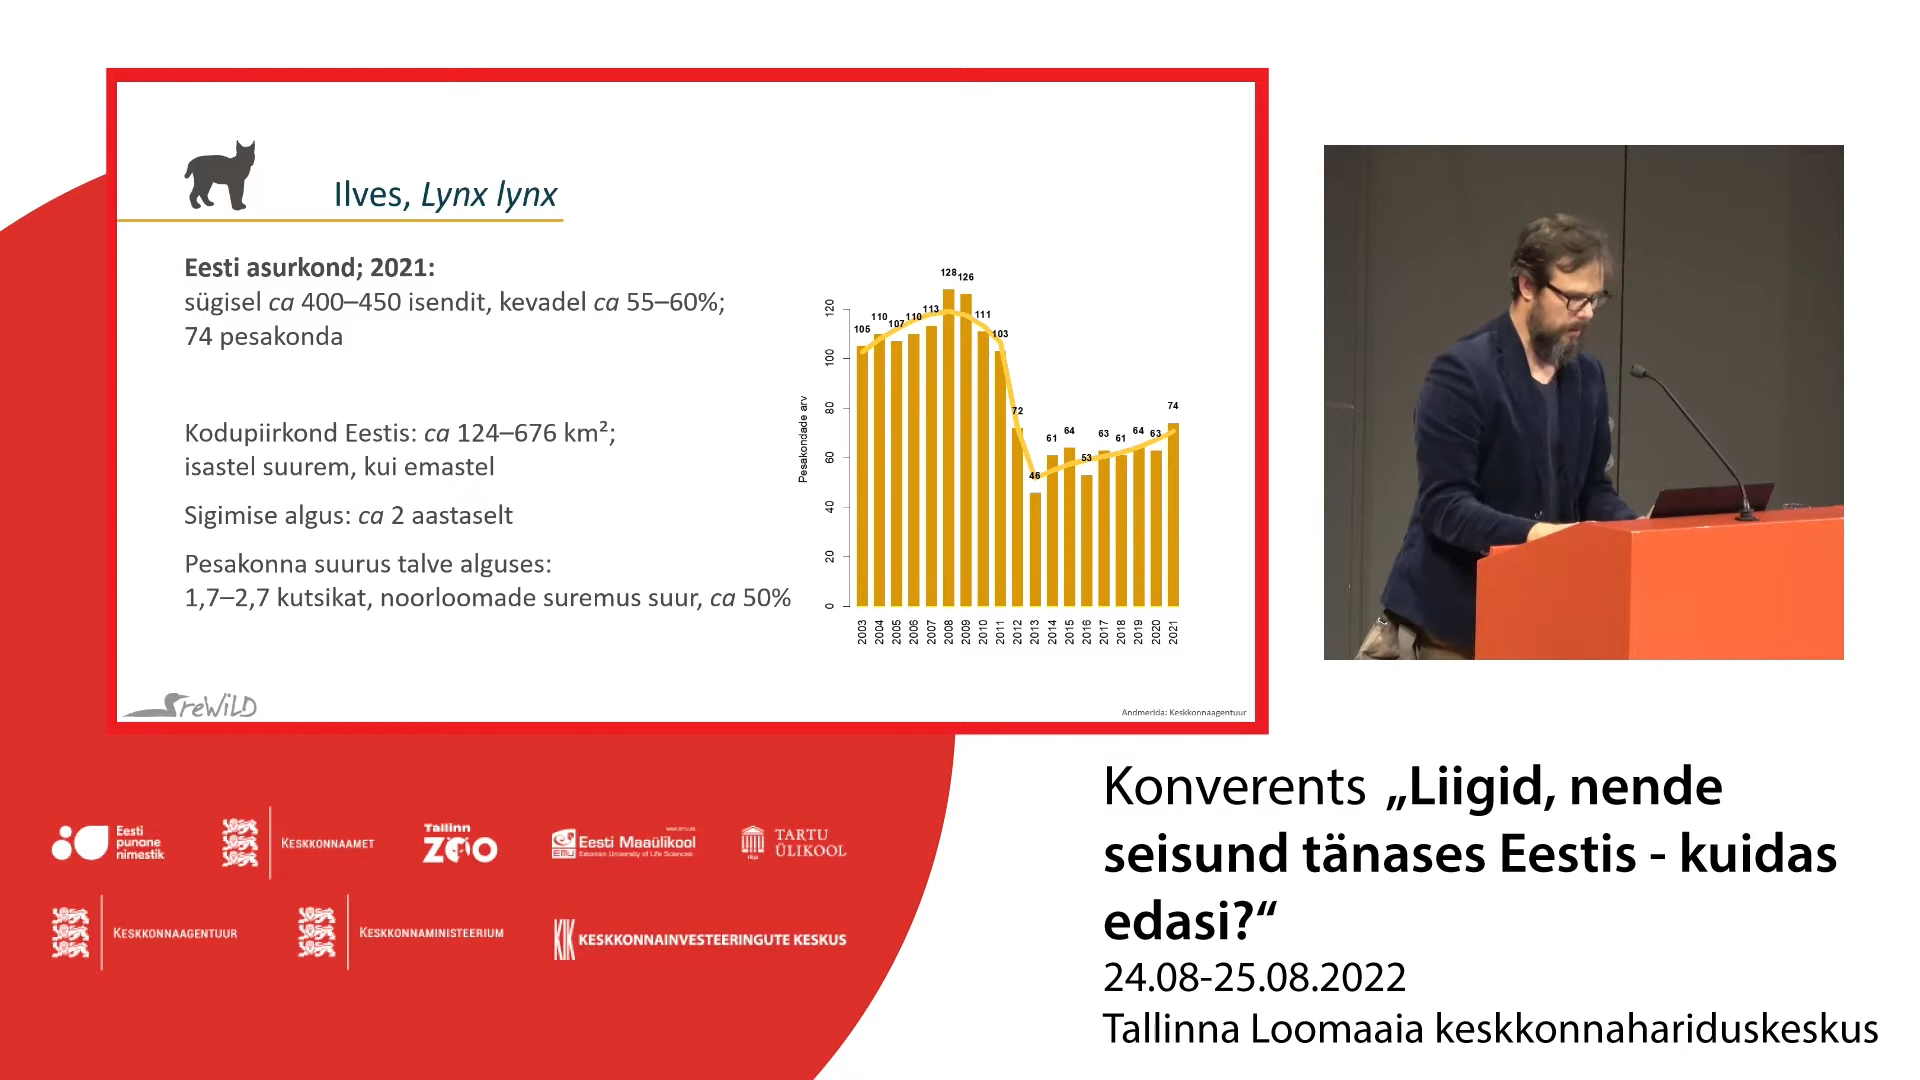 Ilves, Lynx lynx
Eesti asurkond; 2021:
sügisel ca 400–450 isendit, kevadel ca 55–60%;
74 pesakonda
Kodupiirkond Eestis: ca 124–676 km²;
isastel suurem, kui emastel
Sigimise algus: ca 2 aastaselt
Pesakonna suurus talve alguses:
1,7–2,7 kutsikat, noorloomade suremus suur, ca 50%
Pesakondade arv
0 20 40 60 80 100 120
105 110 107 110 113 128 126 111 103 72 46 61 64 53 63 61 64 63 74
2003 2004 2005 2006 2007 2008 2009 2010 2011 2012 2013 2014 2015 2016 2017 2018 2019 2020 2021
reWiLD
Andmerida: Keskkonnaagentuur
Eesti
punane
nimestik
KESKKONNAAMET
Tallinn
ZOO
www.emu.ee
EMÜ
Eesti Maaülikool
Estonian University of Life Sciences
1632
TARTU
ÜLIKOOL
KESKKONNAAGENTUUR
KESKKONNAMINISTEERIUM
KIK KESKKONNAINVESTEERINGUTE KESKUS
Konverents „Liigid, nende
seisund tänases Eestis - kuidas
edasi?“
24.08-25.08.2022
Tallinna Loomaaia keskkonnahariduskeskus